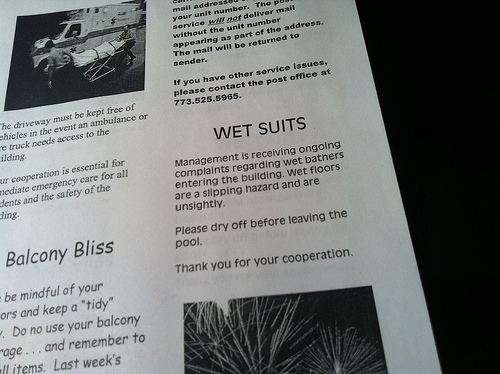 mail addressed
your unit number. The post
service will not deliver mail
without the unit number
appearing as part of the address.
The mail will be returned to
sender.
If you have other service issues,
please contact the post office at
773.525.5965.
WET SUITS
Management is receiving ongoing
complaints regarding wet bathers
entering the building. Wet floors
are a slipping hazard and are
unsightly.
Please dry off before leaving the
pool.
Thank you for your cooperation.
The driveway must be kept free of
vehicles in the event an ambulance or
truck needs access to the
building.
ur cooperation is essential for
mediate emergency care for all
dents and the safety of the
ding.
Balcony Bliss
be mindful of your
ors and keep a "tidy"
Do no use your balcony
rage . . . and remember to
ll items. Last week's